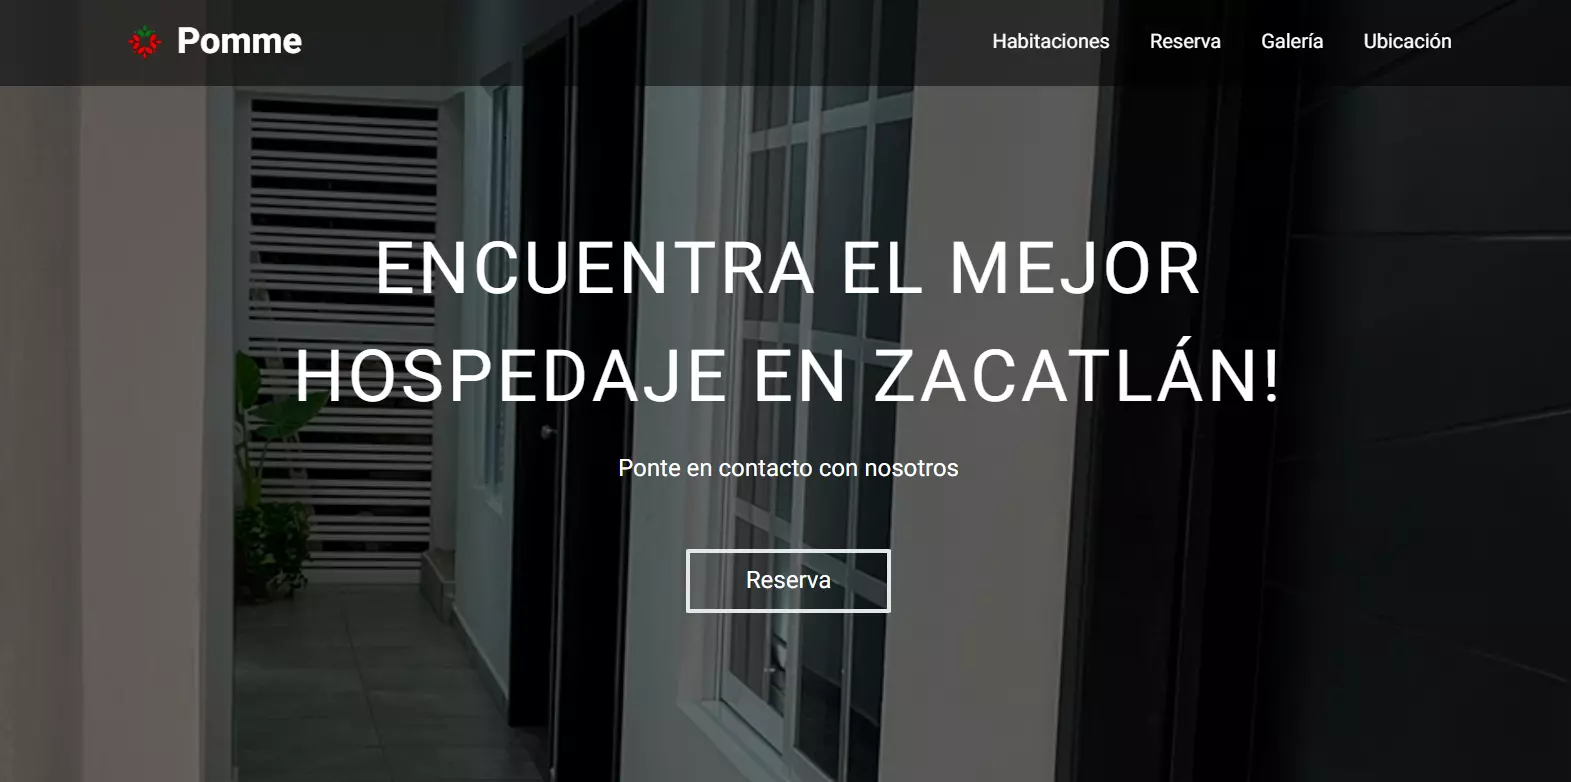 Pomme
Habitaciones Reserva Galería Ubicación
ENCUENTRA EL MEJOR
HOSPEDAJE EN ZACATLÁN!
Ponte en contacto con nosotros
Reserva